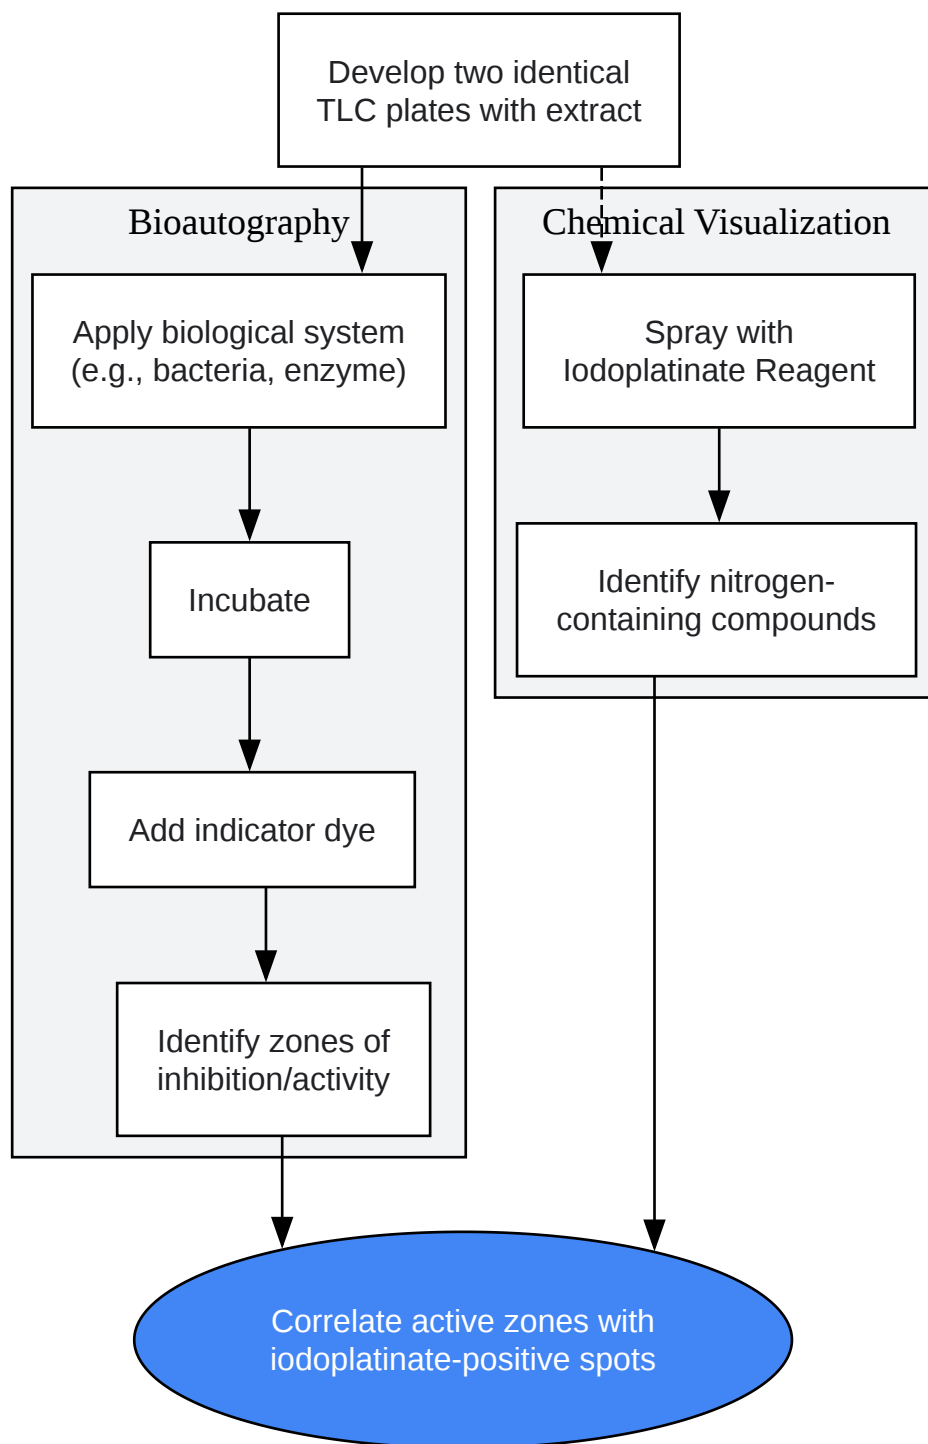 Develop two identical
TLC plates with extract
Bioautography
Apply biological system
(e.g., bacteria, enzyme)
Incubate
Add indicator dye
Identify zones of
inhibition/activity
Chemical Visualization
Spray with
Iodoplatinate Reagent
Identify nitrogen-
containing compounds
Correlate active zones with
iodoplatinate-positive spots